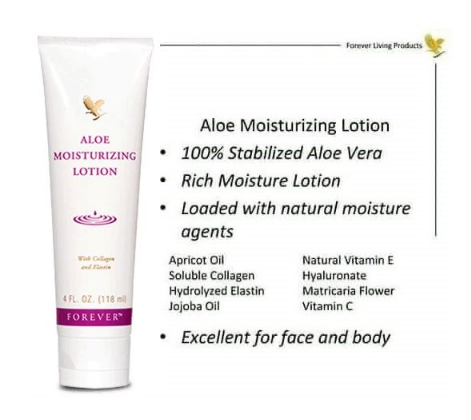 Forever Living Products
ALOE
MOISTURIZING
LOTION
With Collagen
and Elastin
4 FL. OZ. (118 ml)
FOREVER™
Aloe Moisturizing Lotion
• 100% Stabilized Aloe Vera
• Rich Moisture Lotion
• Loaded with natural moisture
agents
Apricot Oil
Soluble Collagen
Hydrolyzed Elastin
Jojoba Oil
Natural Vitamin E
Hyaluronate
Matricaria Flower
Vitamin C
• Excellent for face and body